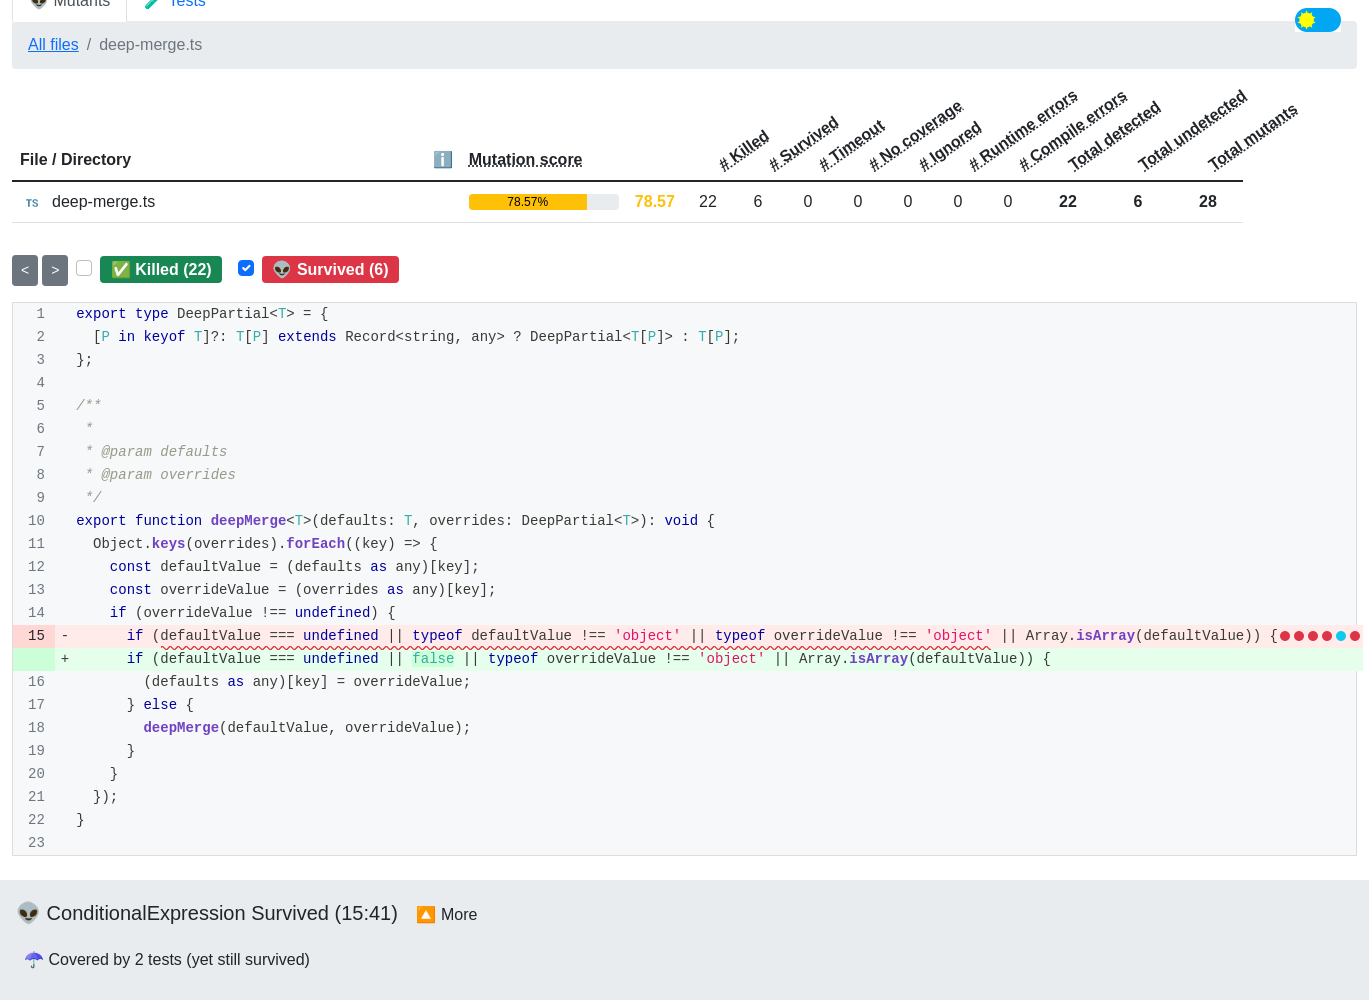 👽 Mutants 🧪 Tests
All files / deep-merge.ts
File / Directory ℹ️ Mutation score # Killed # Survived # Timeout # No coverage # Ignored # Runtime errors # Compile errors Total detected Total undetected Total mutants
TS deep-merge.ts 78.57% 78.57 22 6 0 0 0 0 0 22 6 28
< > ✅ Killed (22) 👽 Survived (6)
1 export type DeepPartial<T> = {
2   [P in keyof T]?: T[P] extends Record<string, any> ? DeepPartial<T[P]> : T[P];
3 };
4
5 /**
6  *
7  * @param defaults
8  * @param overrides
9  */
10 export function deepMerge<T>(defaults: T, overrides: DeepPartial<T>): void {
11   Object.keys(overrides).forEach((key) => {
12     const defaultValue = (defaults as any)[key];
13     const overrideValue = (overrides as any)[key];
14     if (overrideValue !== undefined) {
15 -     if (defaultValue === undefined || typeof defaultValue !== 'object' || typeof overrideValue !== 'object' || Array.isArray(defaultValue)) {
+     if (defaultValue === undefined || false || typeof overrideValue !== 'object' || Array.isArray(defaultValue)) {
16         (defaults as any)[key] = overrideValue;
17       } else {
18         deepMerge(defaultValue, overrideValue);
19       }
20     }
21   });
22 }
23
👽 ConditionalExpression Survived (15:41) 🔼 More
☂️ Covered by 2 tests (yet still survived)